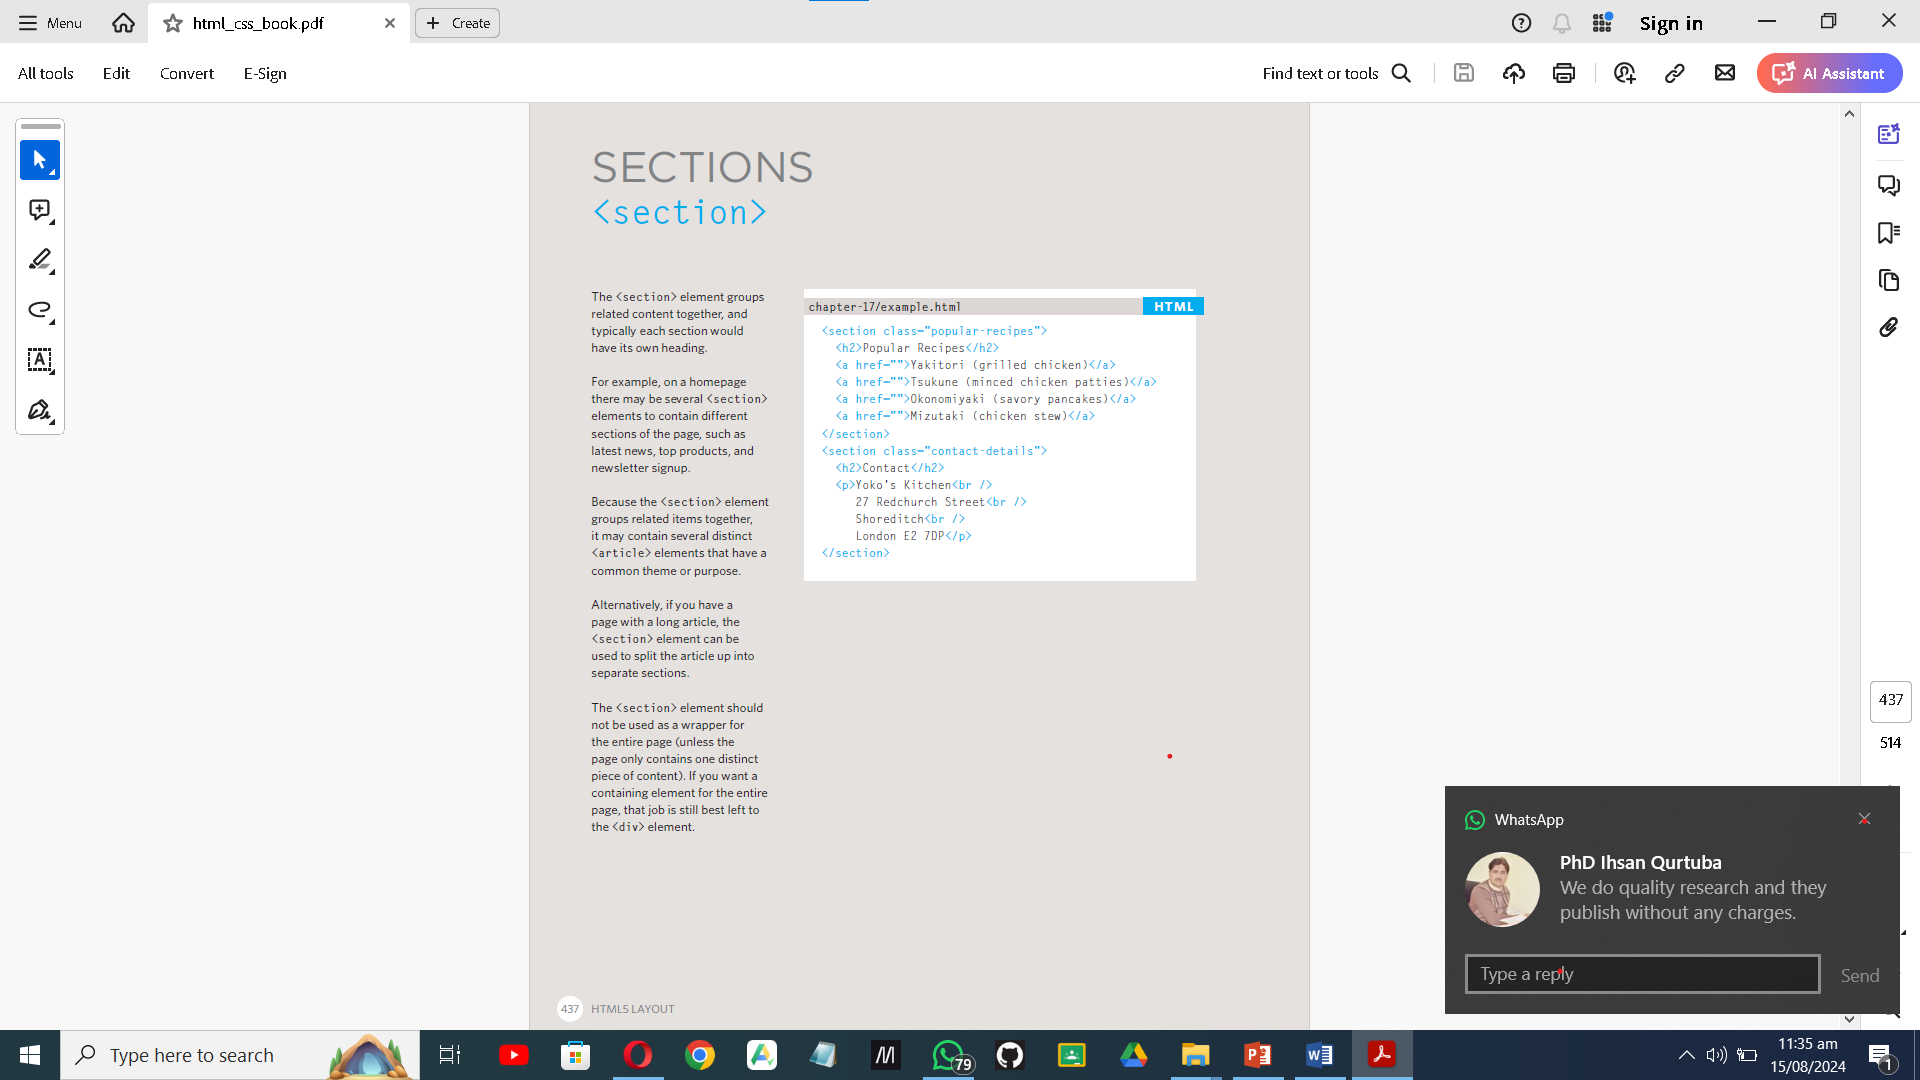 Menu
html_css_book.pdf
Create
Sign in
All tools
Edit
Convert
E-Sign
Find text or tools
AI Assistant
SECTIONS
<section>
The <section> element groups
related content together, and
typically each section would
have its own heading.
For example, on a homepage
there may be several <section>
elements to contain different
sections of the page, such as
latest news, top products, and
newsletter signup.
Because the <section> element
groups related items together,
it may contain several distinct
<article> elements that have a
common theme or purpose.
Alternatively, if you have a
page with a long article, the
<section> element can be
used to split the article up into
separate sections.
The <section> element should
not be used as a wrapper for
the entire page (unless the
page only contains one distinct
piece of content). If you want a
containing element for the entire
page, that job is still best left to
the <div> element.
chapter-17/example.html
HTML
<section class="popular-recipes">
<h2>Popular Recipes</h2>
<a href="">Yakitori (grilled chicken)</a>
<a href="">Tsukune (minced chicken patties)</a>
<a href="">Okonomiyaki (savory pancakes)</a>
<a href="">Mizutaki (chicken stew)</a>
</section>
<section class="contact-details">
<h2>Contact</h2>
<p>Yoko's Kitchen<br />
27 Redchurch Street<br />
Shoreditch<br />
London E2 7DP</p>
</section>
437 HTML5 LAYOUT
437
514
WhatsApp
PhD Ihsan Qurtuba
We do quality research and they
publish without any charges.
Type a reply
Send
Type here to search
79
11:35 am
15/08/2024
1